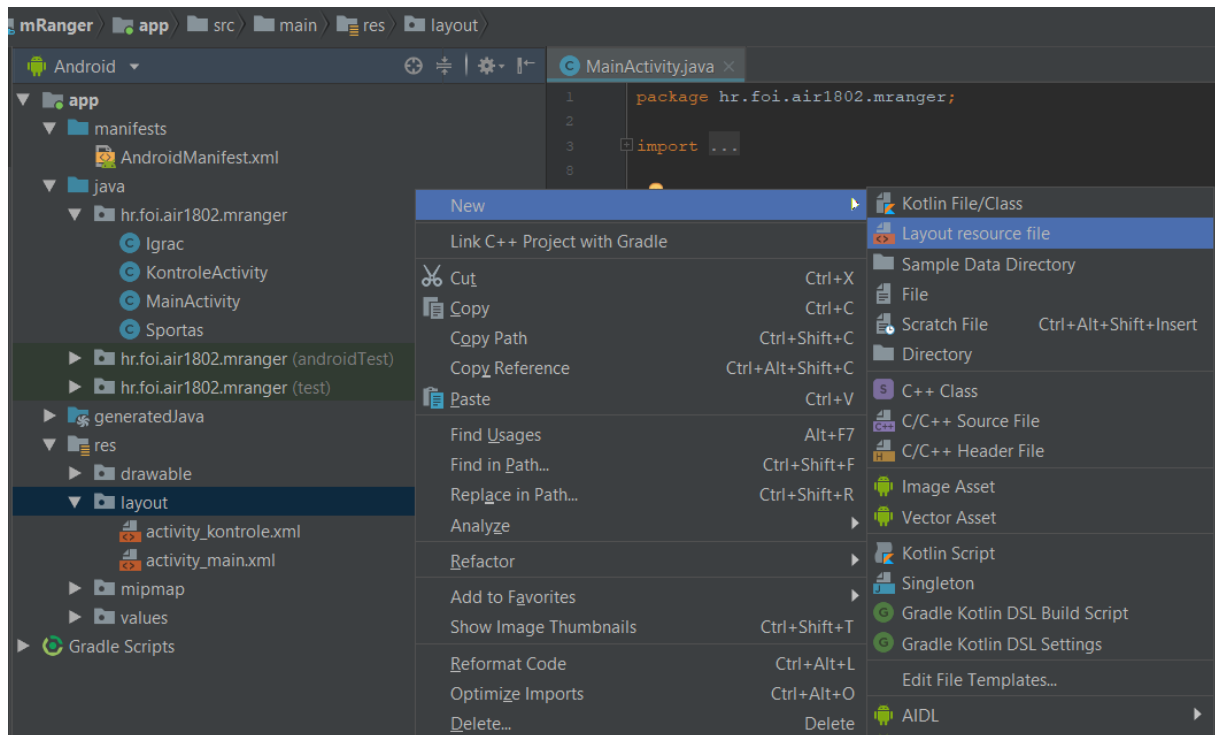 mRanger app src main res layout
Android
MainActivity.java
app
manifests
AndroidManifest.xml
java
hr.foi.air1802.mranger
Igrac
KontroleActivity
MainActivity
Sportas
hr.foi.air1802.mranger (androidTest)
hr.foi.air1802.mranger (test)
generatedJava
res
drawable
layout
activity_kontrole.xml
activity_main.xml
mipmap
values
Gradle Scripts
1 package hr.foi.air1802.mranger;
2
3 import ...
8
New
Link C++ Project with Gradle
Cut Ctrl+X
Copy Ctrl+C
Copy Path Ctrl+Shift+C
Copy Reference Ctrl+Alt+Shift+C
Paste Ctrl+V
Find Usages Alt+F7
Find in Path... Ctrl+Shift+F
Replace in Path... Ctrl+Shift+R
Analyze
Refactor
Add to Favorites
Show Image Thumbnails Ctrl+Shift+T
Reformat Code Ctrl+Alt+L
Optimize Imports Ctrl+Alt+O
Delete... Delete
Kotlin File/Class
Layout resource file
Sample Data Directory
File
Scratch File Ctrl+Alt+Shift+Insert
Directory
C++ Class
C/C++ Source File
C/C++ Header File
Image Asset
Vector Asset
Kotlin Script
Singleton
Gradle Kotlin DSL Build Script
Gradle Kotlin DSL Settings
Edit File Templates...
AIDL